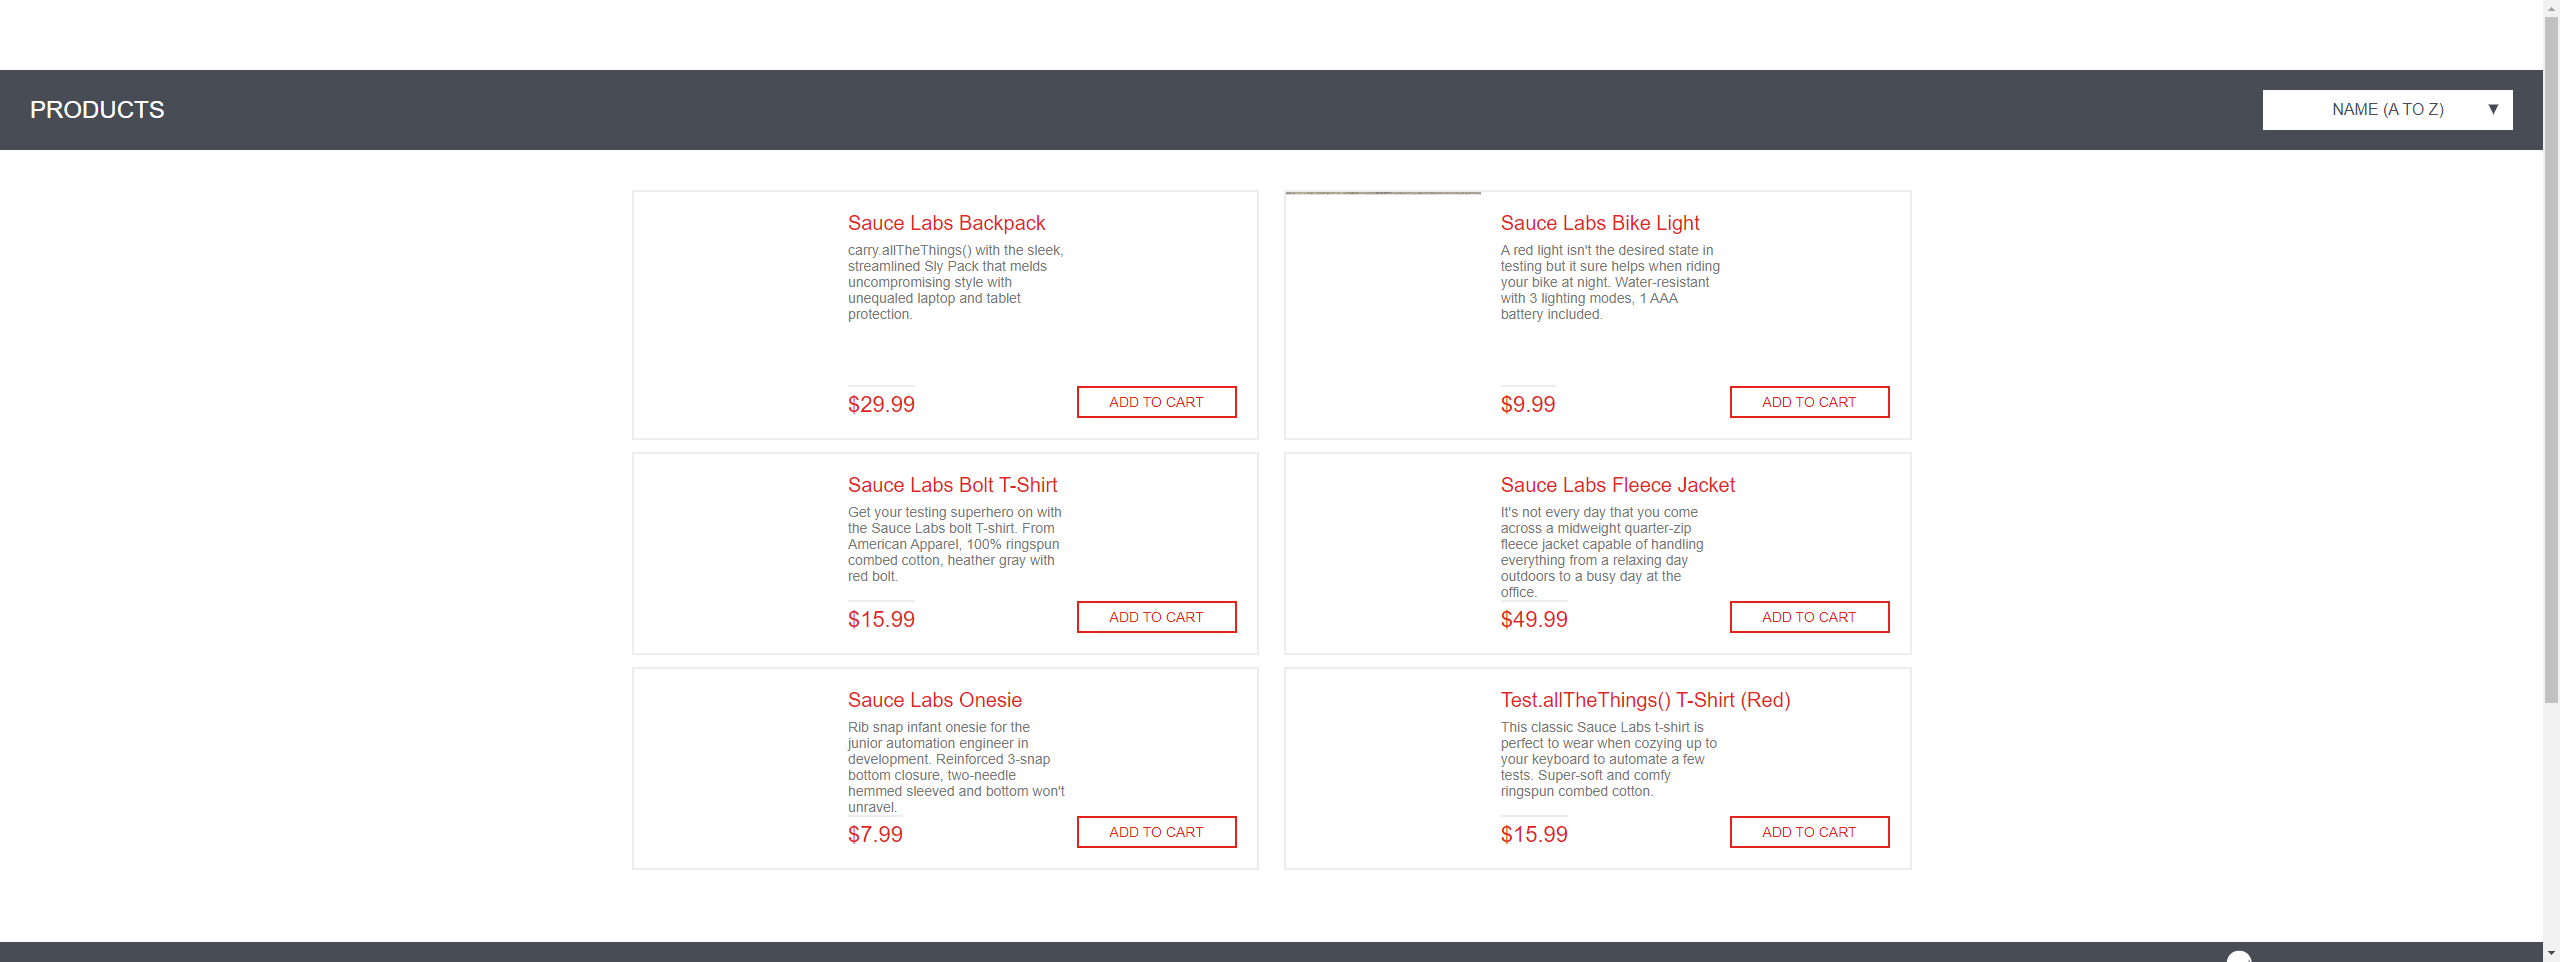 PRODUCTS
NAME (A TO Z)
Sauce Labs Backpack
carry.allTheThings() with the sleek,
streamlined Sly Pack that melds
uncompromising style with
unequaled laptop and tablet
protection.
$29.99
ADD TO CART
Sauce Labs Bike Light
A red light isn't the desired state in
testing but it sure helps when riding
your bike at night. Water-resistant
with 3 lighting modes, 1 AAA
battery included.
$9.99
ADD TO CART
Sauce Labs Bolt T-Shirt
Get your testing superhero on with
the Sauce Labs bolt T-shirt. From
American Apparel, 100% ringspun
combed cotton, heather gray with
red bolt.
$15.99
ADD TO CART
Sauce Labs Fleece Jacket
It's not every day that you come
across a midweight quarter-zip
fleece jacket capable of handling
everything from a relaxing day
outdoors to a busy day at the
office.
$49.99
ADD TO CART
Sauce Labs Onesie
Rib snap infant onesie for the
junior automation engineer in
development. Reinforced 3-snap
bottom closure, two-needle
hemmed sleeved and bottom won't
unravel.
$7.99
ADD TO CART
Test.allTheThings() T-Shirt (Red)
This classic Sauce Labs t-shirt is
perfect to wear when cozying up to
your keyboard to automate a few
tests. Super-soft and comfy
ringspun combed cotton.
$15.99
ADD TO CART